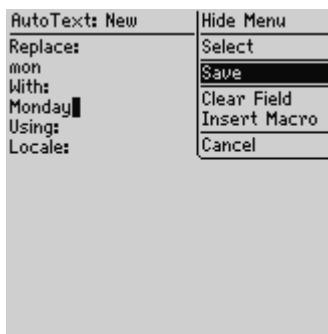 AutoText: New
Replace:
mon
With:
Monday
Using:
Locale:
Hide Menu
Select
Save
Clear Field
Insert Macro
Cancel